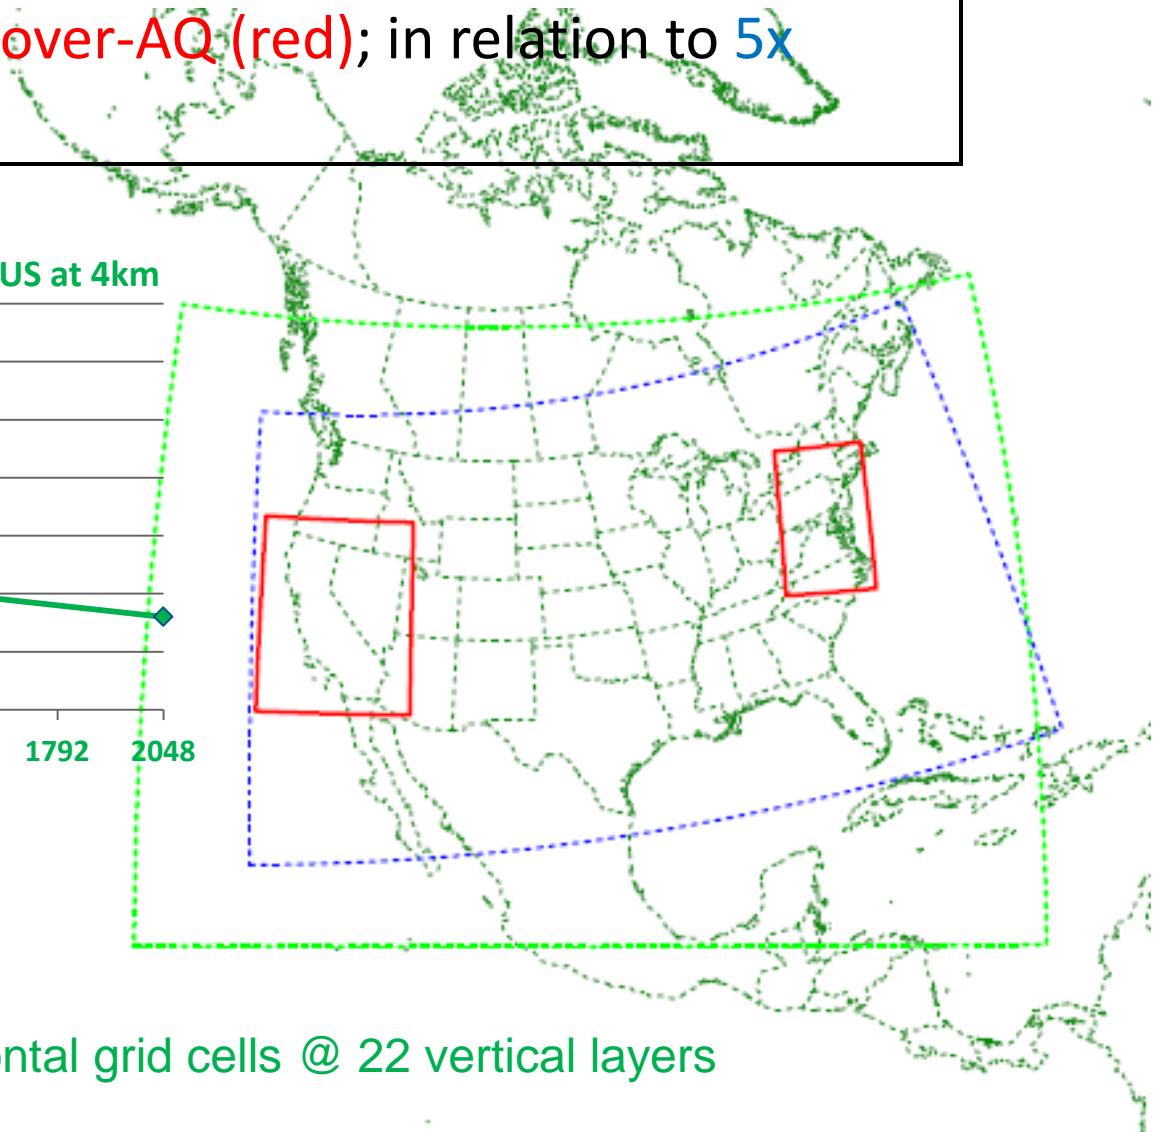 over-AQ (red); in relation to 5x
US at 4km
1792 2048
ntal grid cells @ 22 vertical layers